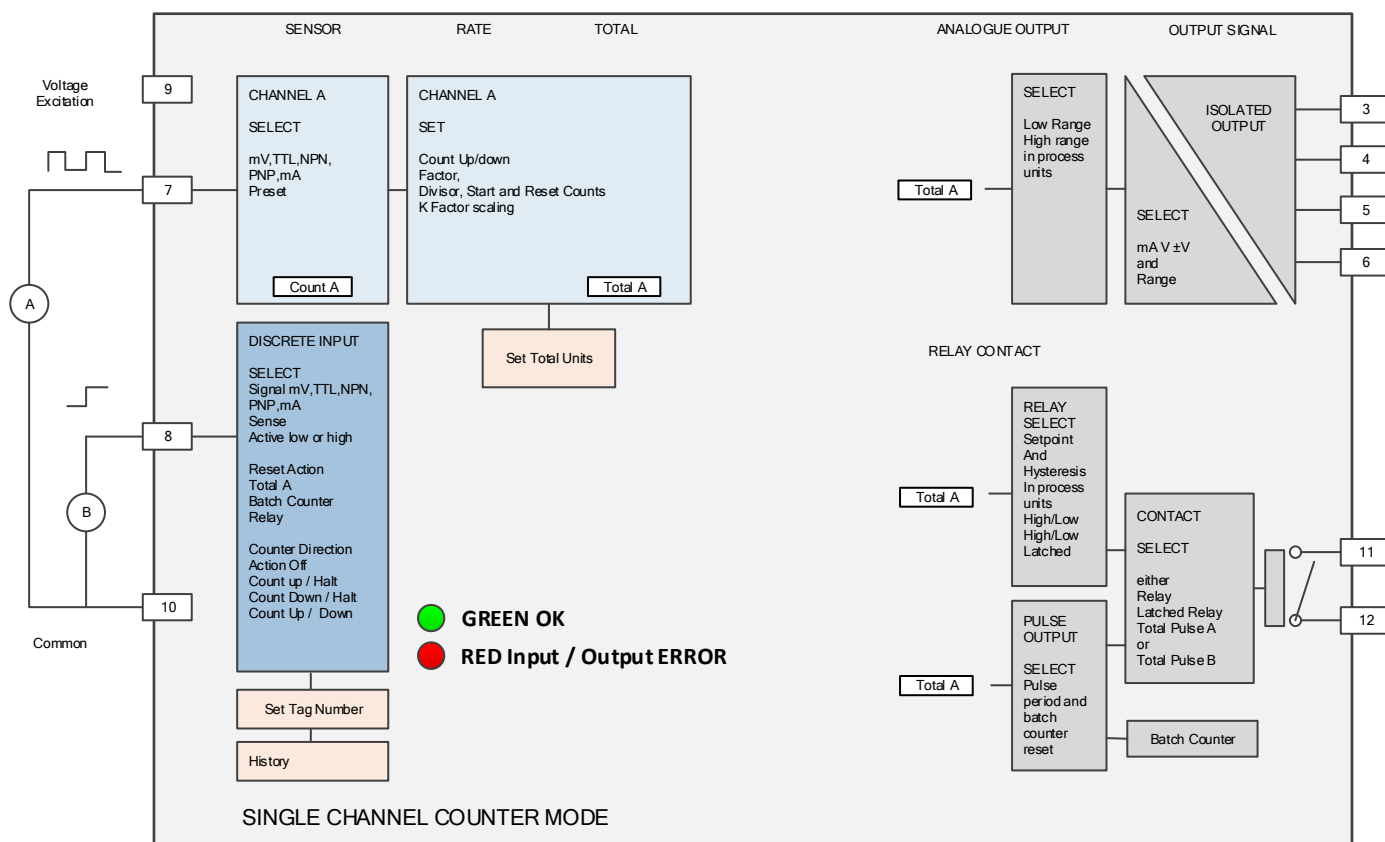 SENSOR
RATE
TOTAL
ANALOGUE OUTPUT
OUTPUT SIGNAL
Voltage
Excitation
9
7
A
8
B
10
Common
CHANNEL A
SELECT
mV,TTL,NPN,
PNP,mA
Preset
Count A
CHANNEL A
SET
Count Up/down
Factor,
Divisor, Start and Reset Counts
K Factor scaling
Total A
Set Total Units
DISCRETE INPUT
SELECT
Signal mV,TTL,NPN,
PNP,mA
Sense
Active low or high
Reset Action
Total A
Batch Counter
Relay
Counter Direction
Action Off
Count up / Halt
Count Down / Halt
Count Up / Down
Set Tag Number
History
GREEN OK
RED Input / Output ERROR
Total A
SELECT
Low Range
High range
in process
units
SELECT
mA V ±V
and
Range
ISOLATED
OUTPUT
3
4
5
6
RELAY CONTACT
Total A
RELAY
SELECT
Setpoint
And
Hysteresis
In process
units
High/Low
High/Low
Latched
CONTACT
SELECT
either
Relay
Latched Relay
Total Pulse A
or
Total Pulse B
11
12
Total A
PULSE
OUTPUT
SELECT
Pulse
period and
batch
counter
reset
Batch Counter
SINGLE CHANNEL COUNTER MODE